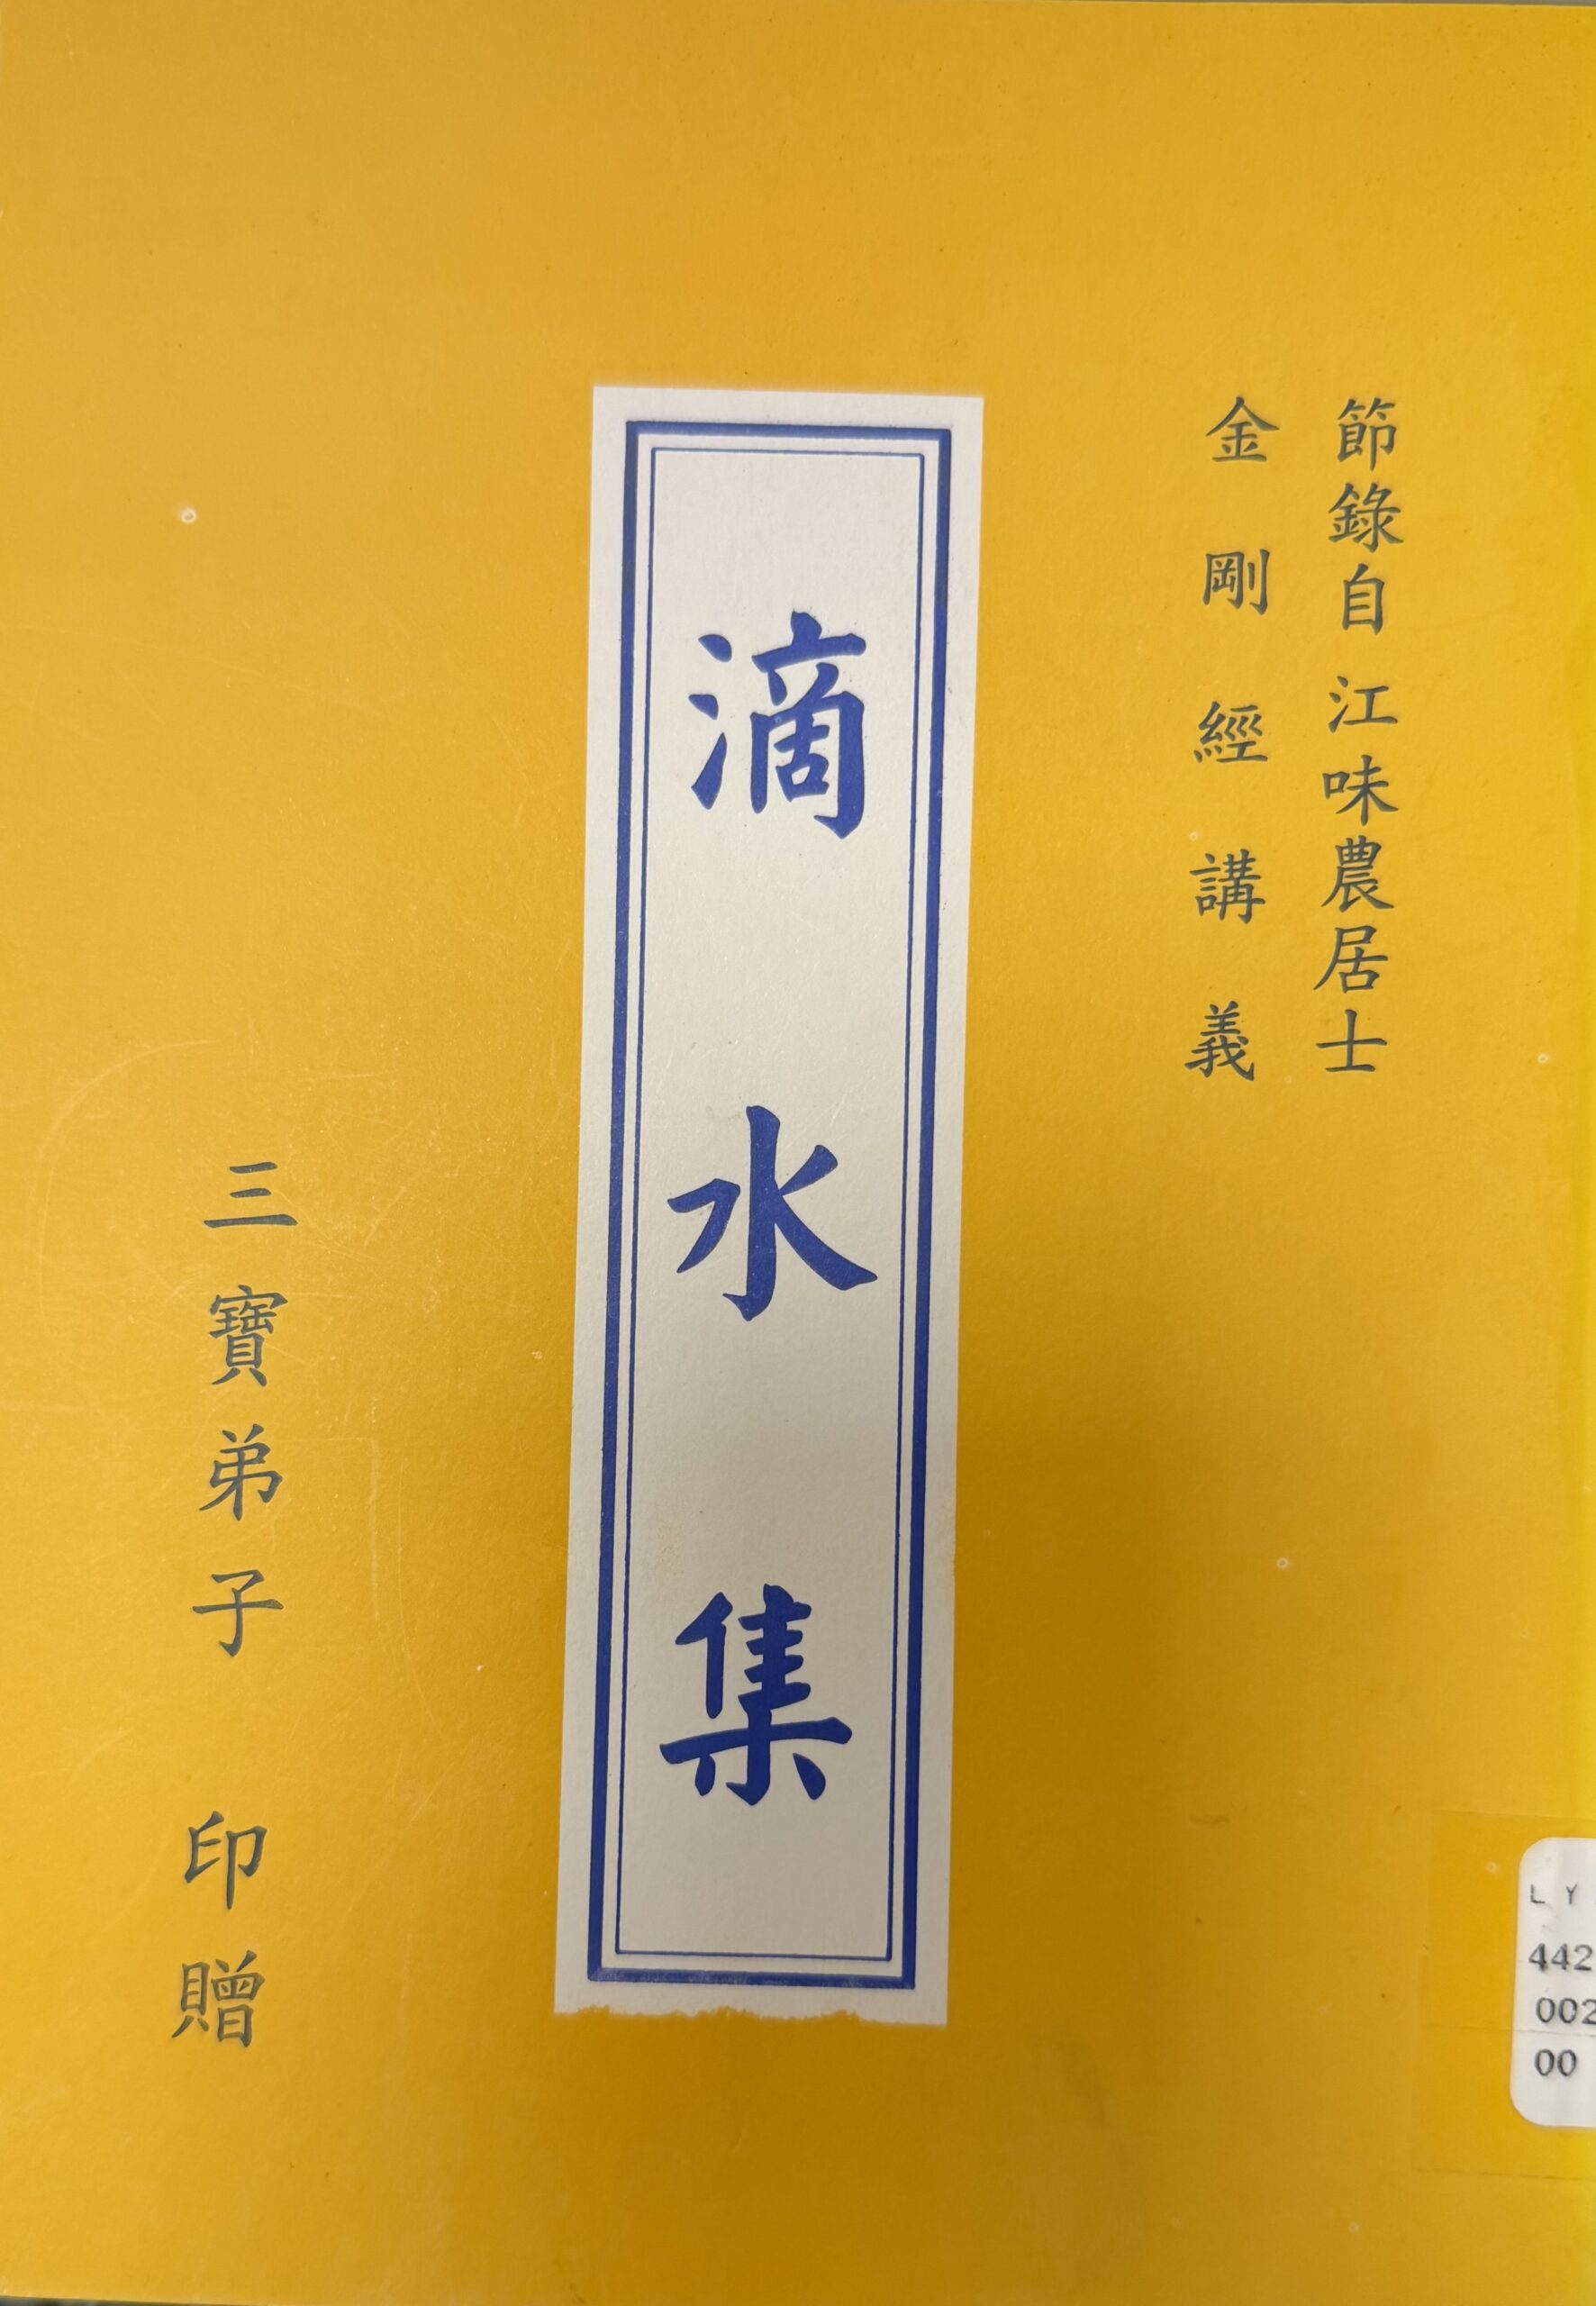 節錄自 江味農居士
金剛經講義
滴水集
三寶弟子 印贈
LY
442
002
00